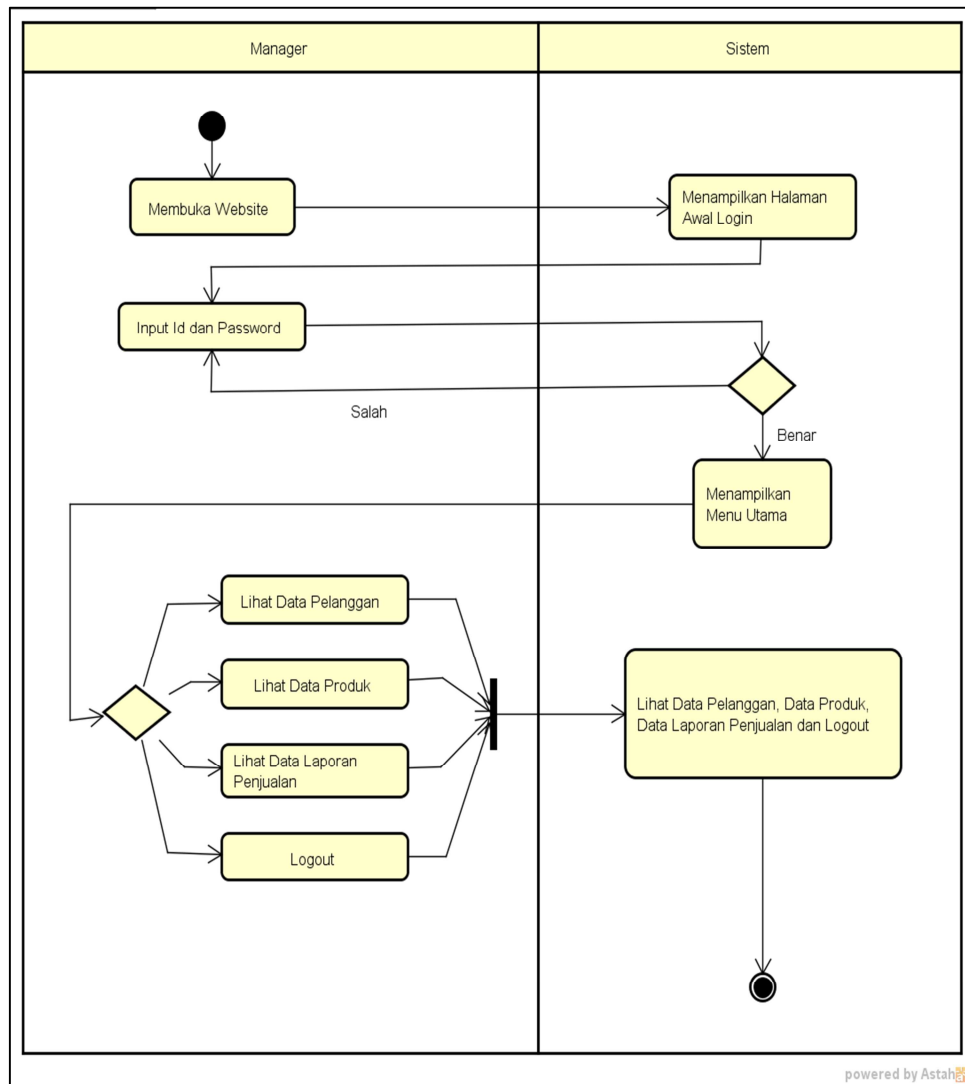 Manager
Sistem
Membuka Website
Menampilkan Halaman
Awal Login
Input Id dan Password
Salah
Benar
Menampilkan
Menu Utama
Lihat Data Pelanggan
Lihat Data Produk
Lihat Data Laporan
Penjualan
Logout
Lihat Data Pelanggan, Data Produk,
Data Laporan Penjualan dan Logout
powered by Astah